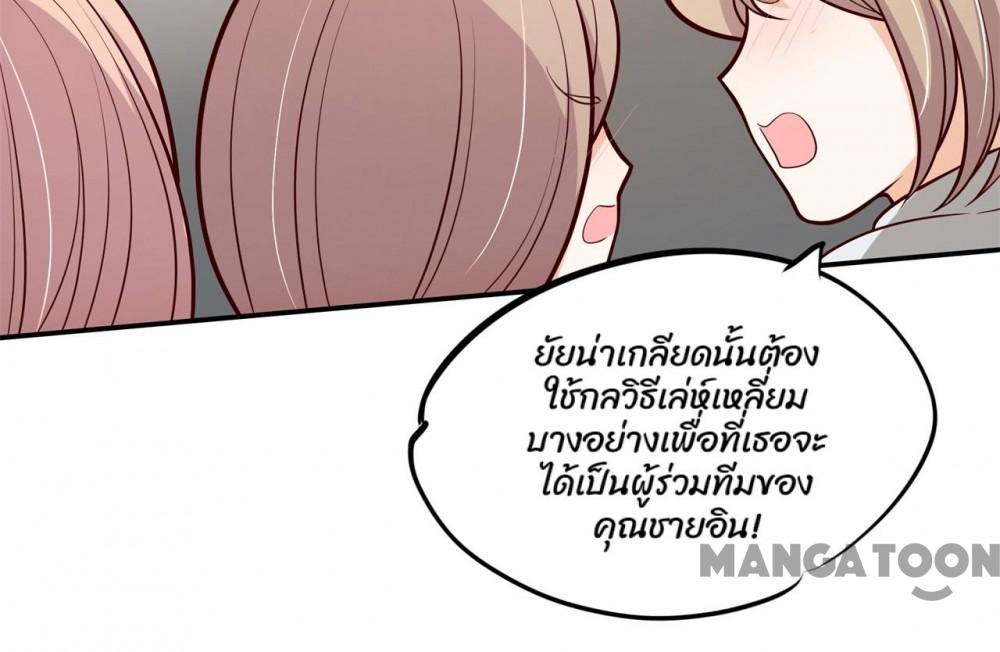 ยัยน่าเกลียดนั้นต้อง
ใช้กลวิธีเล่ห์เหลี่ยม
บางอย่างเพื่อที่เธอจะ
ได้เป็นผู้ร่วมทีมของ
คุณชายอิน!
MANGATOON